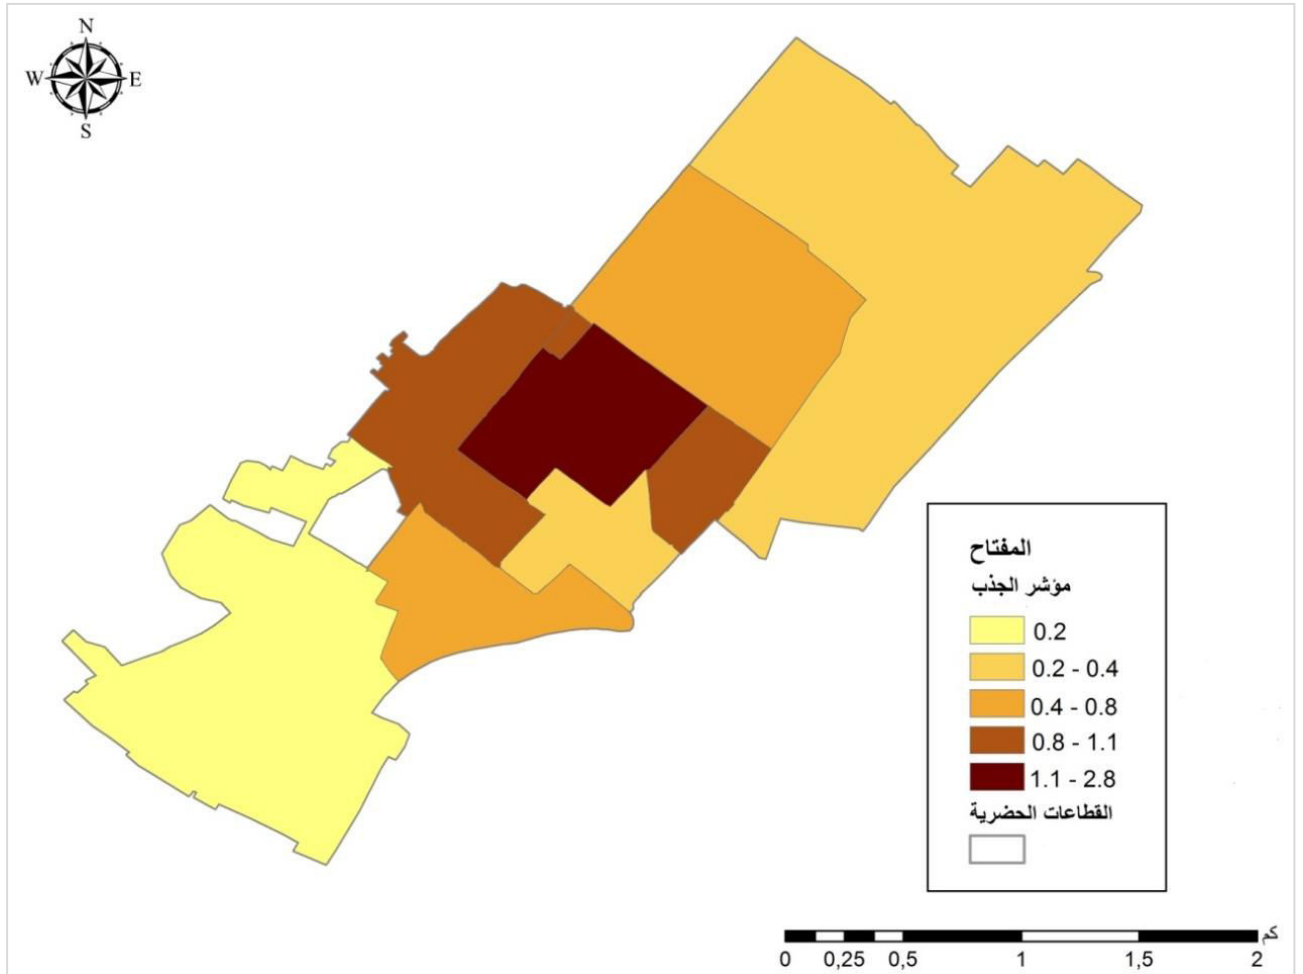 N
W E
S
المفتاح
مؤشر الجذب
0.2
0.2 - 0.4
0.4 - 0.8
0.8 - 1.1
1.1 - 2.8
القطاعات الحضرية
كم
0 0,25 0,5 1 1,5 2